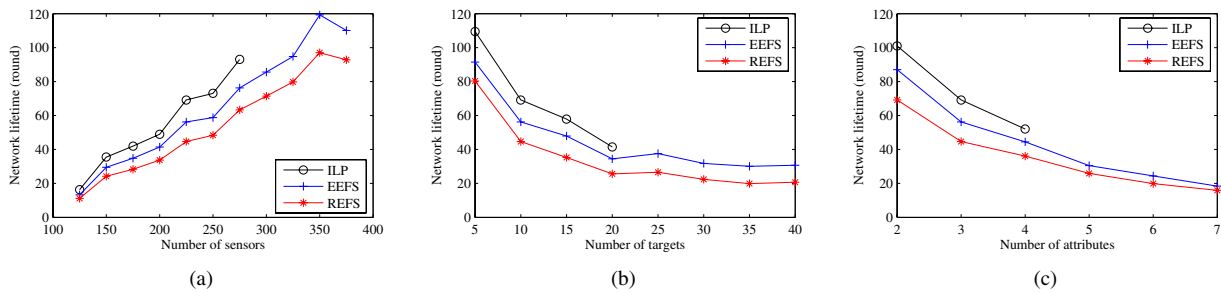 120
100
80
60
40
20
0
Network lifetime (round)
100 150 200 250 300 350 400
Number of sensors
ILP
EEFS
REFS
(a)
120
100
80
60
40
20
0
Network lifetime (round)
5 10 15 20 25 30 35 40
Number of targets
ILP
EEFS
REFS
(b)
120
100
80
60
40
20
0
Network lifetime (round)
2 3 4 5 6 7
Number of attributes
ILP
EEFS
REFS
(c)